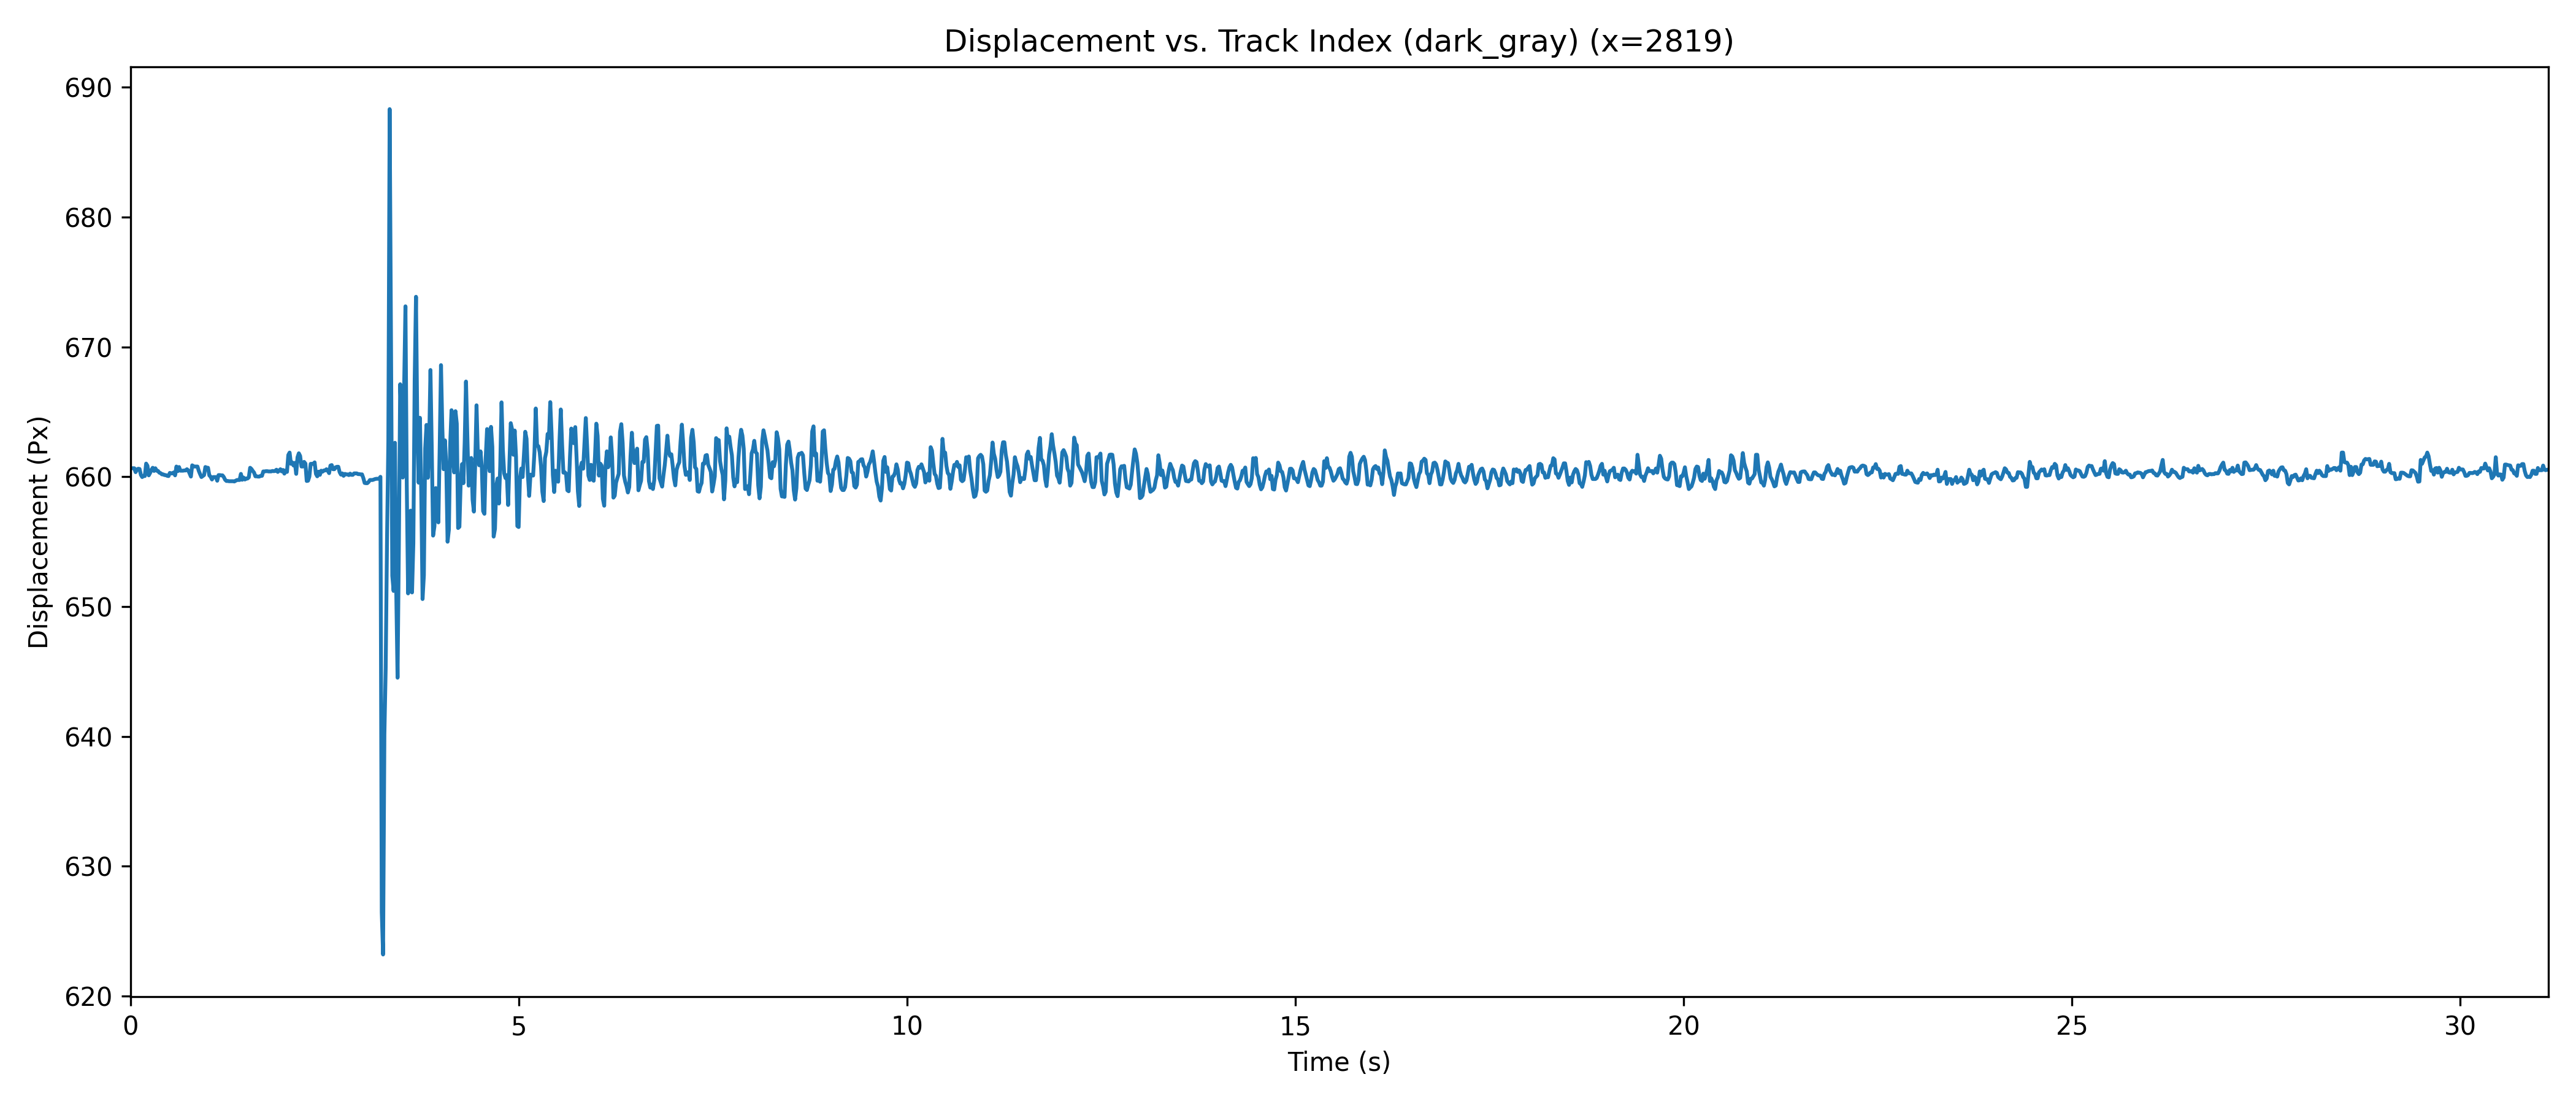 Displacement vs. Track Index (dark_gray) (x=2819)
690
680
670
660
650
640
630
620
Displacement (Px)
0 5 10 15 20 25 30
Time (s)